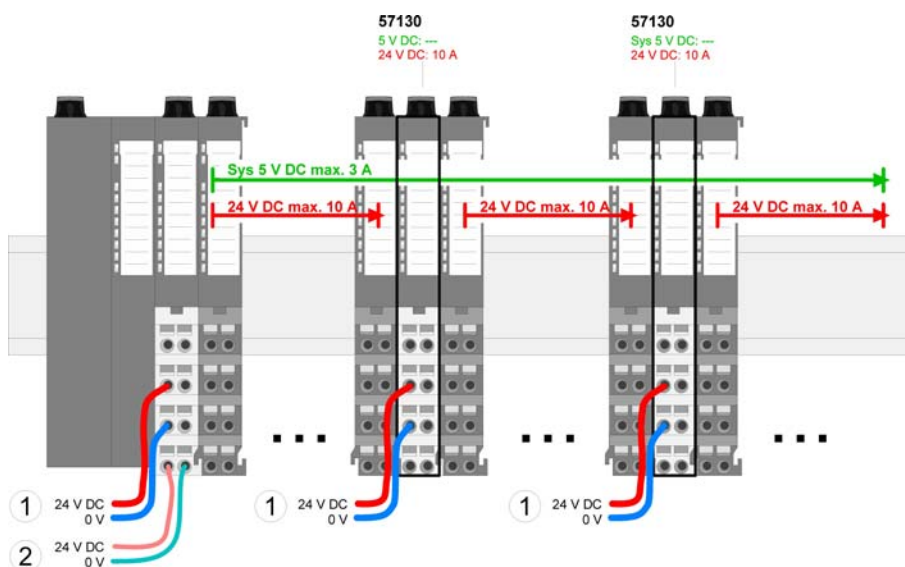 57130
5 V DC: ---
24 V DC: 10 A
57130
Sys 5 V DC: ---
24 V DC: 10 A
Sys 5 V DC max. 3 A
24 V DC max. 10 A
24 V DC max. 10 A
24 V DC max. 10 A
1
24 V DC
0 V
1
24 V DC
0 V
1
24 V DC
0 V
2
24 V DC
0 V